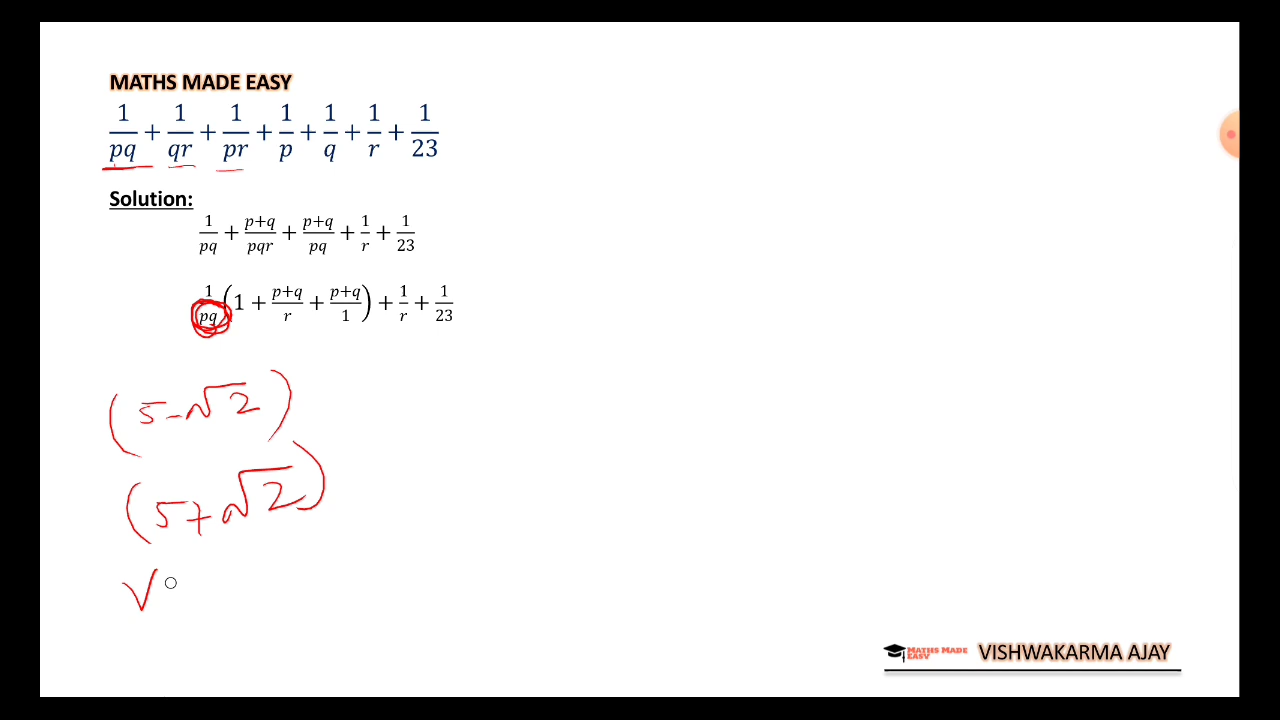 MATHS MADE EASY
1/pq + 1/qr + 1/pr + 1/p + 1/q + 1/r + 1/23
Solution:
1/pq + p+q/pqr + p+q/pq + 1/r + 1/23
1/pq (1 + p+q/r + p+q/1) + 1/r + 1/23
(5-√2)
(5+√2)
√
MATHS MADE EASY
VISHWAKARMA AJAY